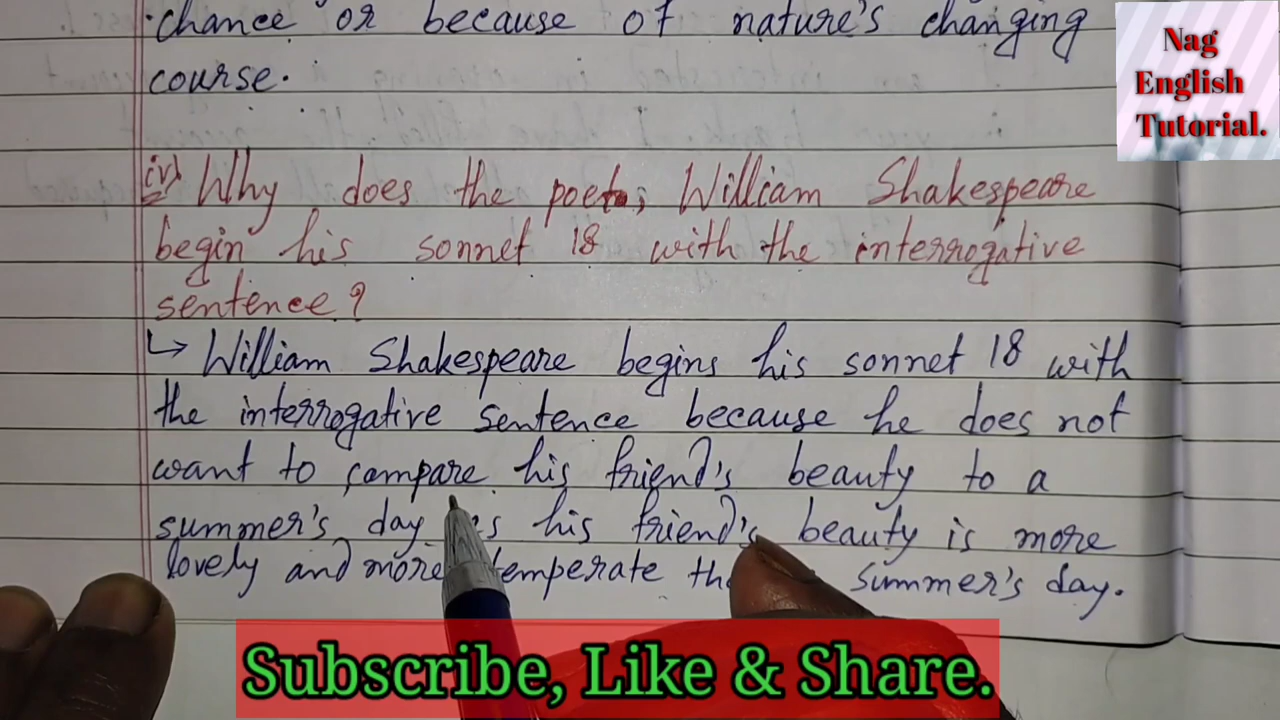 chance or because of nature's changing
course.
Nag
English
Tutorial.
iv) Why does the poet, William Shakespeare
begin his sonnet 18 with the interrogative
sentence?
↳ William Shakespeare begins his sonnet 18 with
the interrogative sentence because he does not
want to compare his friend's beauty to a
summer's day his friend's beauty is more
lovely and more temperate summer's day.
Subscribe, Like & Share.